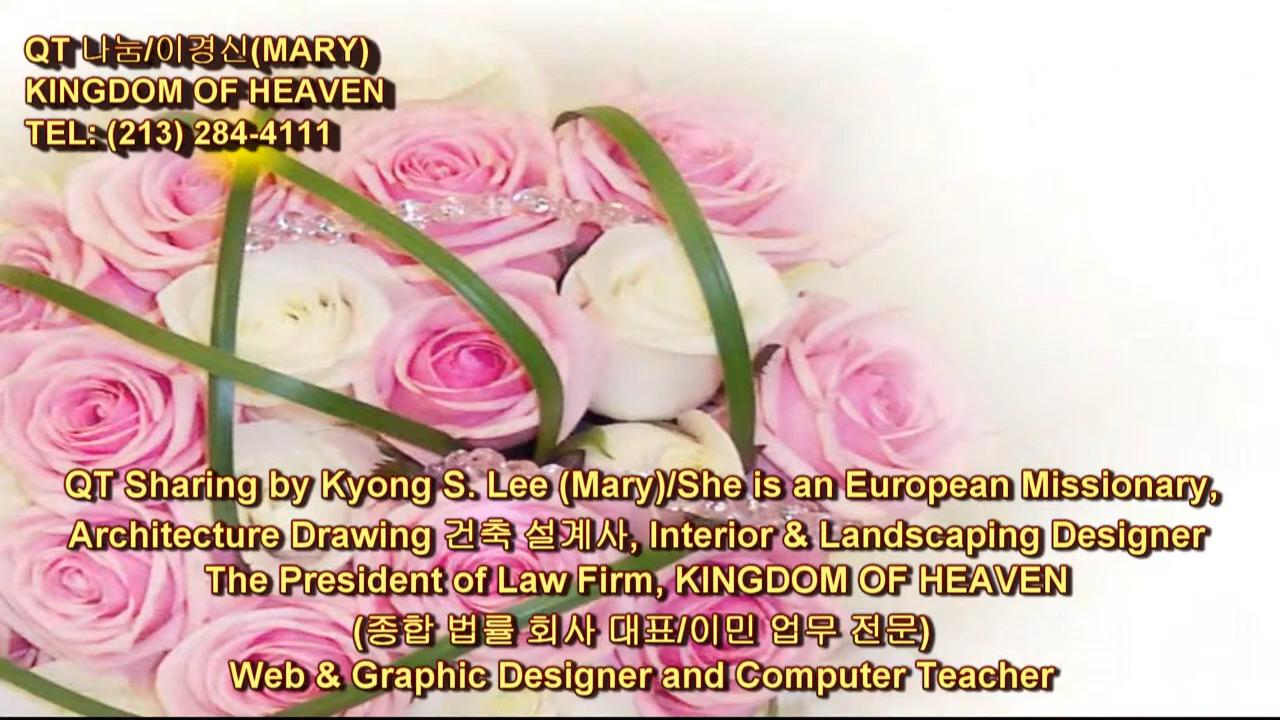 QT 나눔/이경신(MARY)
KINGDOM OF HEAVEN
TEL: (213) 284-4111
QT Sharing by Kyong S. Lee (Mary)/She is an European Missionary,
Architecture Drawing 건축 설계사, Interior & Landscaping Designer
The President of Law Firm, KINGDOM OF HEAVEN
(종합 법률 회사 대표/이민 업무 전문)
Web & Graphic Designer and Computer Teacher